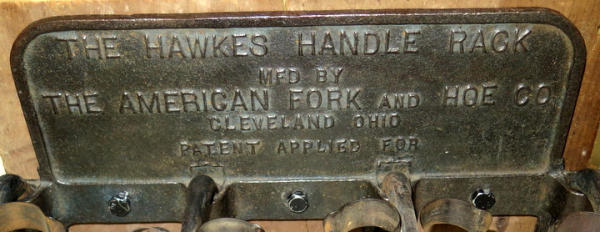 THE HAWKES HANDLE RACK
MFD BY
THE AMERICAN FORK AND HOE CO
CLEVELAND OHIO
PATENT APPLIED FOR